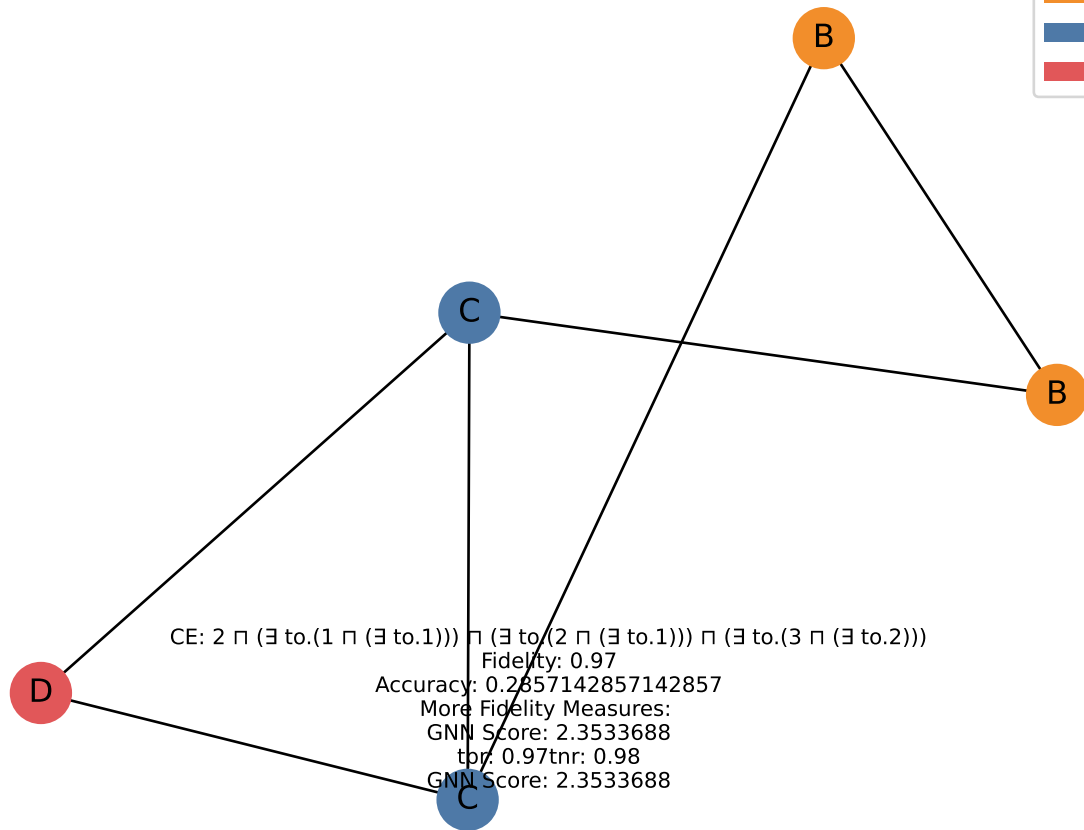 B
C
B
CE: 2 ⊓ (∃ to.(1 ⊓ (∃ to.1))) ⊓ (∃ to.(2 ⊓ (∃ to.1))) ⊓ (∃ to.(3 ⊓ (∃ to.2)))
Fidelity: 0.97
Accuracy: 0.2857142857142857
D
More Fidelity Measures:
GNN Score: 2.3533688
tpr: 0.97tnr: 0.98
GNN Score: 2.3533688
C